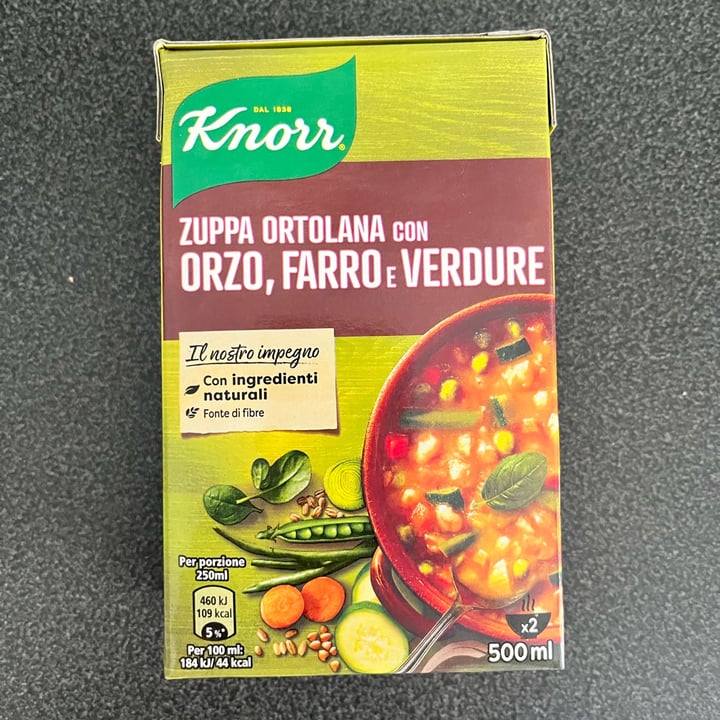 DAL 1838
Knorr
ZUPPA ORTOLANA CON
ORZO, FARRO E VERDURE
Il nostro impegno
Con ingredienti
naturali
Fonte di fibre
Per porzione
250ml
460 kJ
109 kcal
5%*
Per 100 ml:
184 kJ/ 44 kcal
x2
500 ml